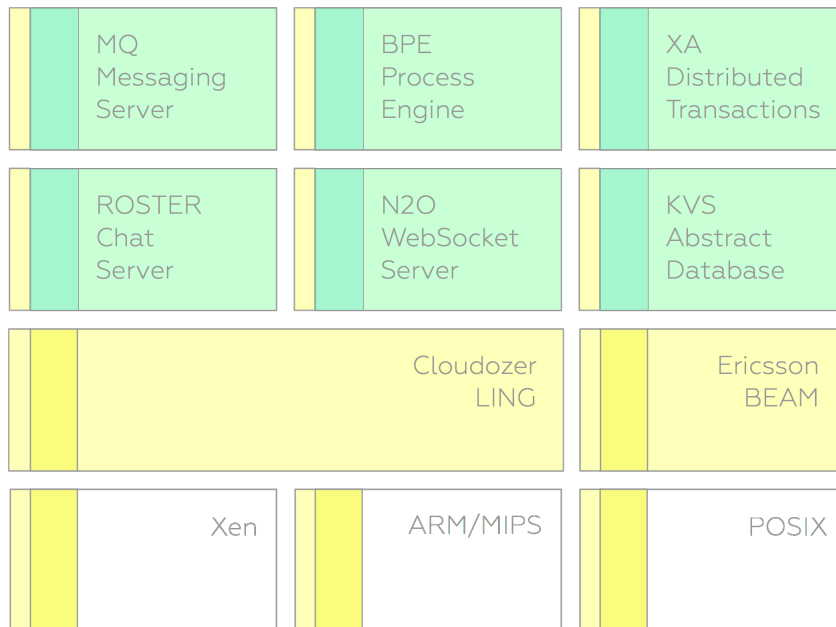 MQ
Messaging
Server
BPE
Process
Engine
XA
Distributed
Transactions
ROSTER
Chat
Server
N2O
WebSocket
Server
KVS
Abstract
Database
Cloudozer
LING
Ericsson
BEAM
Xen
ARM/MIPS
POSIX